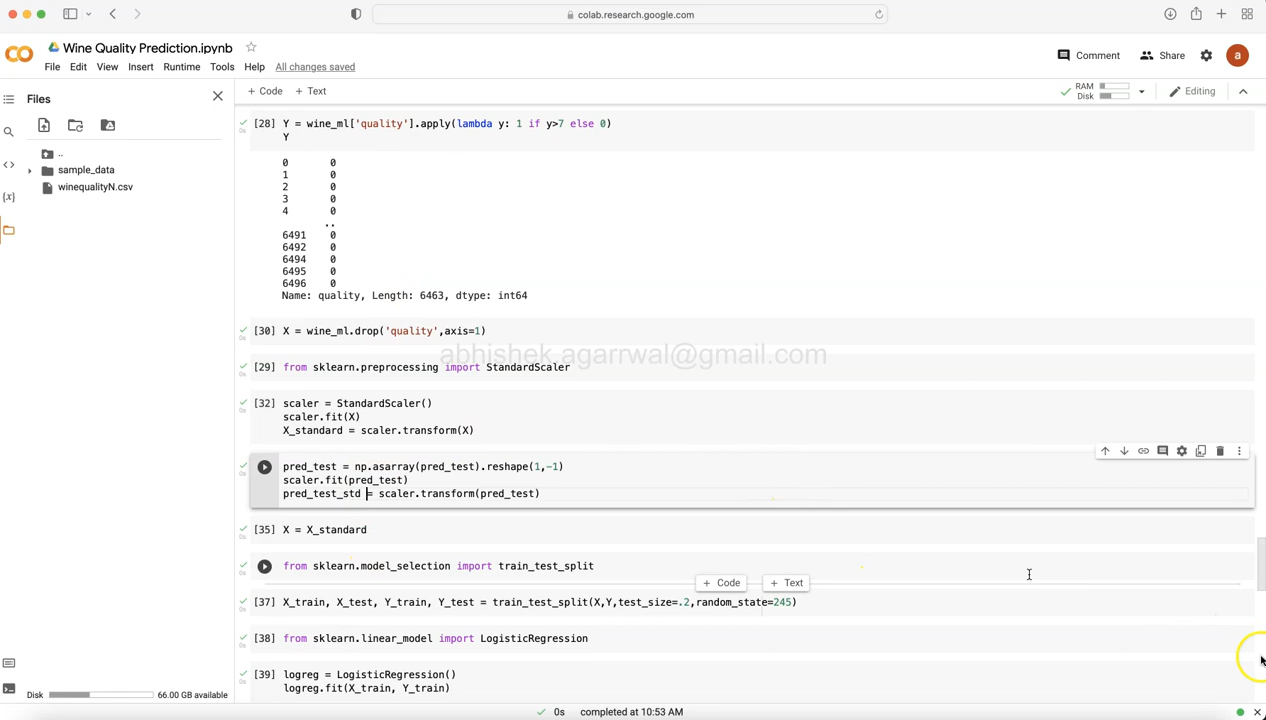 colab.research.google.com
Wine Quality Prediction.ipynb
File Edit View Insert Runtime Tools Help All changes saved
Comment Share a
Files
+ Code + Text
RAM
Disk
Editing
..
sample_data
winequalityN.csv
[28] Y = wine_ml['quality'].apply(lambda y: 1 if y>7 else 0)
Y
0 0
1 0
2 0
3 0
4 0
..
6491 0
6492 0
6494 0
6495 0
6496 0
Name: quality, Length: 6463, dtype: int64
[30] X = wine_ml.drop('quality',axis=1)
abhishek.agarrwal@gmail.com
[29] from sklearn.preprocessing import StandardScaler
[32] scaler = StandardScaler()
scaler.fit(X)
X_standard = scaler.transform(X)
pred_test = np.asarray(pred_test).reshape(1,-1)
scaler.fit(pred_test)
pred_test_std = scaler.transform(pred_test)
[35] X = X_standard
from sklearn.model_selection import train_test_split
+ Code + Text
[37] X_train, X_test, Y_train, Y_test = train_test_split(X,Y,test_size=.2,random_state=245)
[38] from sklearn.linear_model import LogisticRegression
[39] logreg = LogisticRegression()
logreg.fit(X_train, Y_train)
Disk 66.00 GB available
0s completed at 10:53 AM